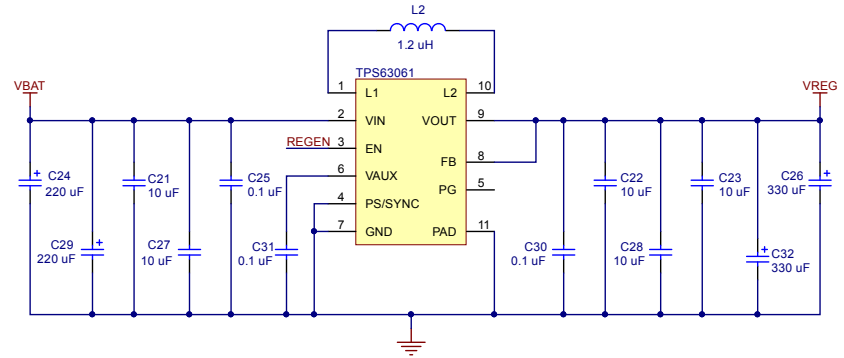 L2
1.2 uH
TPS63061
VBAT
VREG
1 L1 L2 10
2 VIN VOUT 9
REGEN 3 EN
FB 8
6 VAUX
PG 5
4 PS/SYNC
7 GND PAD 11
C24
220 uF
C29
220 uF
C21
10 uF
C27
10 uF
C25
0.1 uF
C31
0.1 uF
C30
0.1 uF
C22
10 uF
C28
10 uF
C23
10 uF
C32
330 uF
C26
330 uF